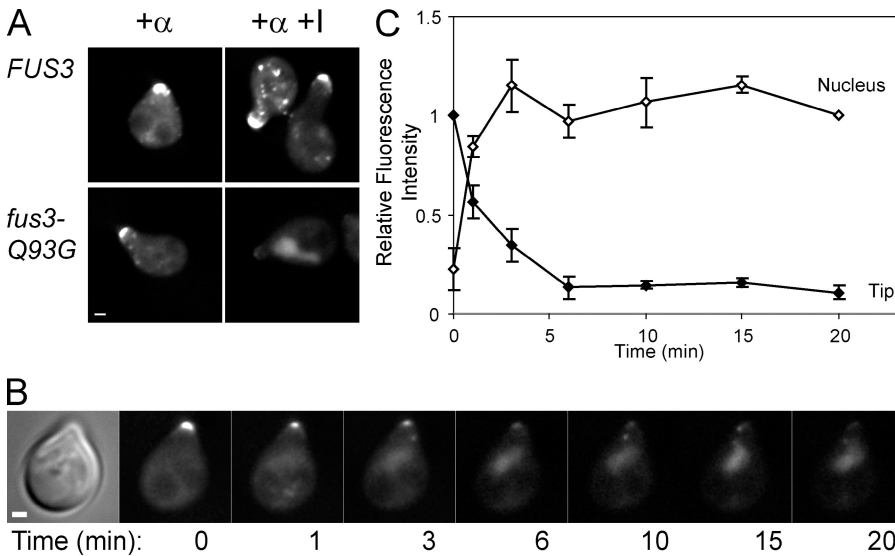 A
+α
+α +I
FUS3
fus3-
Q93G
C
Relative Fluorescence
Intensity
1.5
1
0.5
0
Nucleus
Tip
0
5
10
15
20
Time (min)
B
Time (min):
0
1
3
6
10
15
20